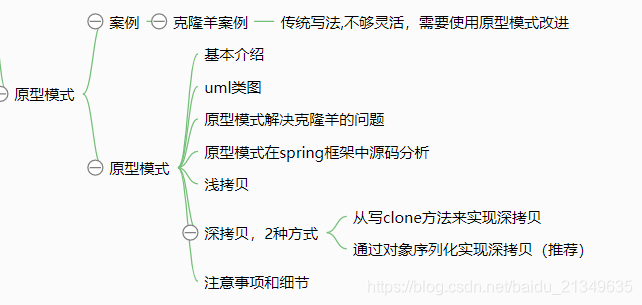 案例
克隆羊案例
传统写法,不够灵活，需要使用原型模式改进
原型模式
原型模式
基本介绍
uml类图
原型模式解决克隆羊的问题
原型模式在spring框架中源码分析
浅拷贝
深拷贝，2种方式
从写clone方法来实现深拷贝
通过对象序列化实现深拷贝（推荐）
注意事项和细节
https://blog.csdn.net/baidu_21349635